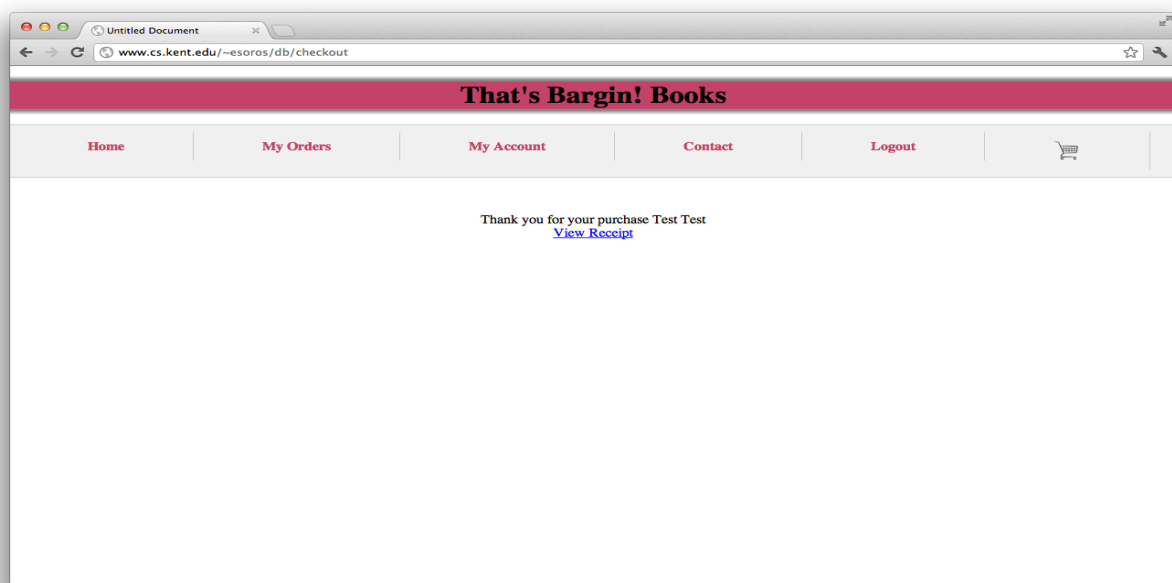 Untitled Document
www.cs.kent.edu/~esoros/db/checkout
That's Bargin! Books
Home My Orders My Account Contact Logout
Thank you for your purchase Test Test
View Receipt